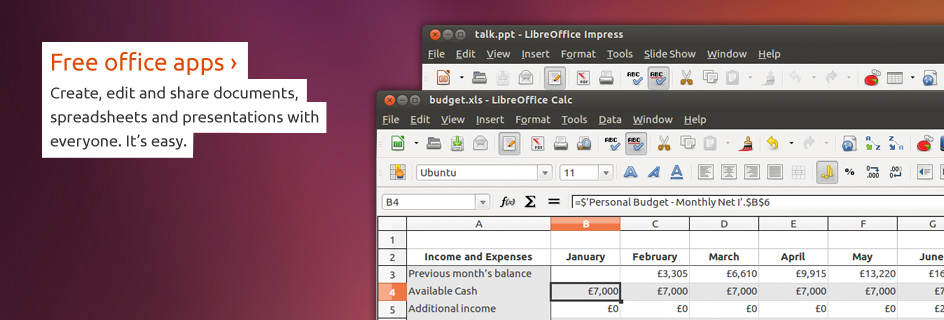 Free office apps ›
Create, edit and share documents,
spreadsheets and presentations with
everyone. It’s easy.
talk.ppt - LibreOffice Impress
File Edit View Insert Format Tools Slide Show Window Help
budget.xls - LibreOffice Calc
File Edit View Insert Format Tools Data Window Help
Ubuntu 11
B4 =$'Personal Budget - Monthly Net I'.$B$6
A B C D E F G
1
2 Income and Expenses January February March April May June
3 Previous month’s balance £3,305 £6,610 £9,915 £13,220
4 Available Cash £7,000 £7,000 £7,000 £7,000 £7,000
5 Additional income £0 £0 £0 £0 £0